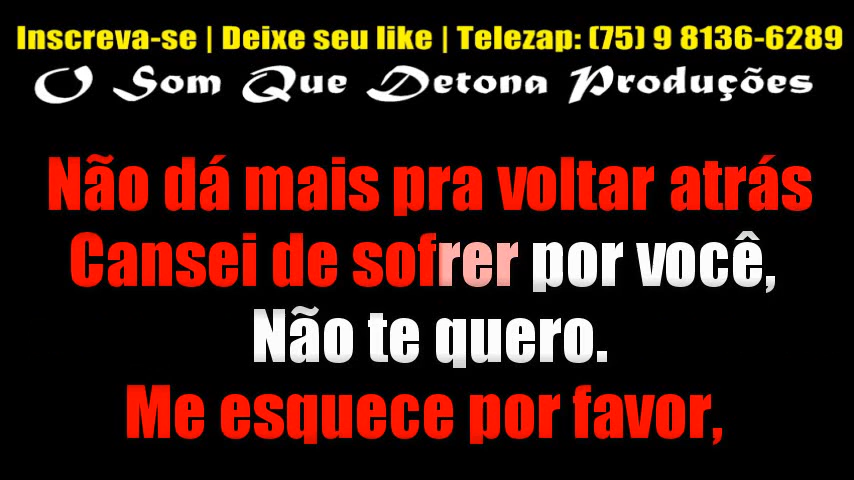 Inscreva-se | Deixe seu like | Telezap: (75) 9 8136-6289
O Som Que Detona Produções
Não dá mais pra voltar atrás
Cansei de sofrer por você,
Não te quero.
Me esquece por favor,